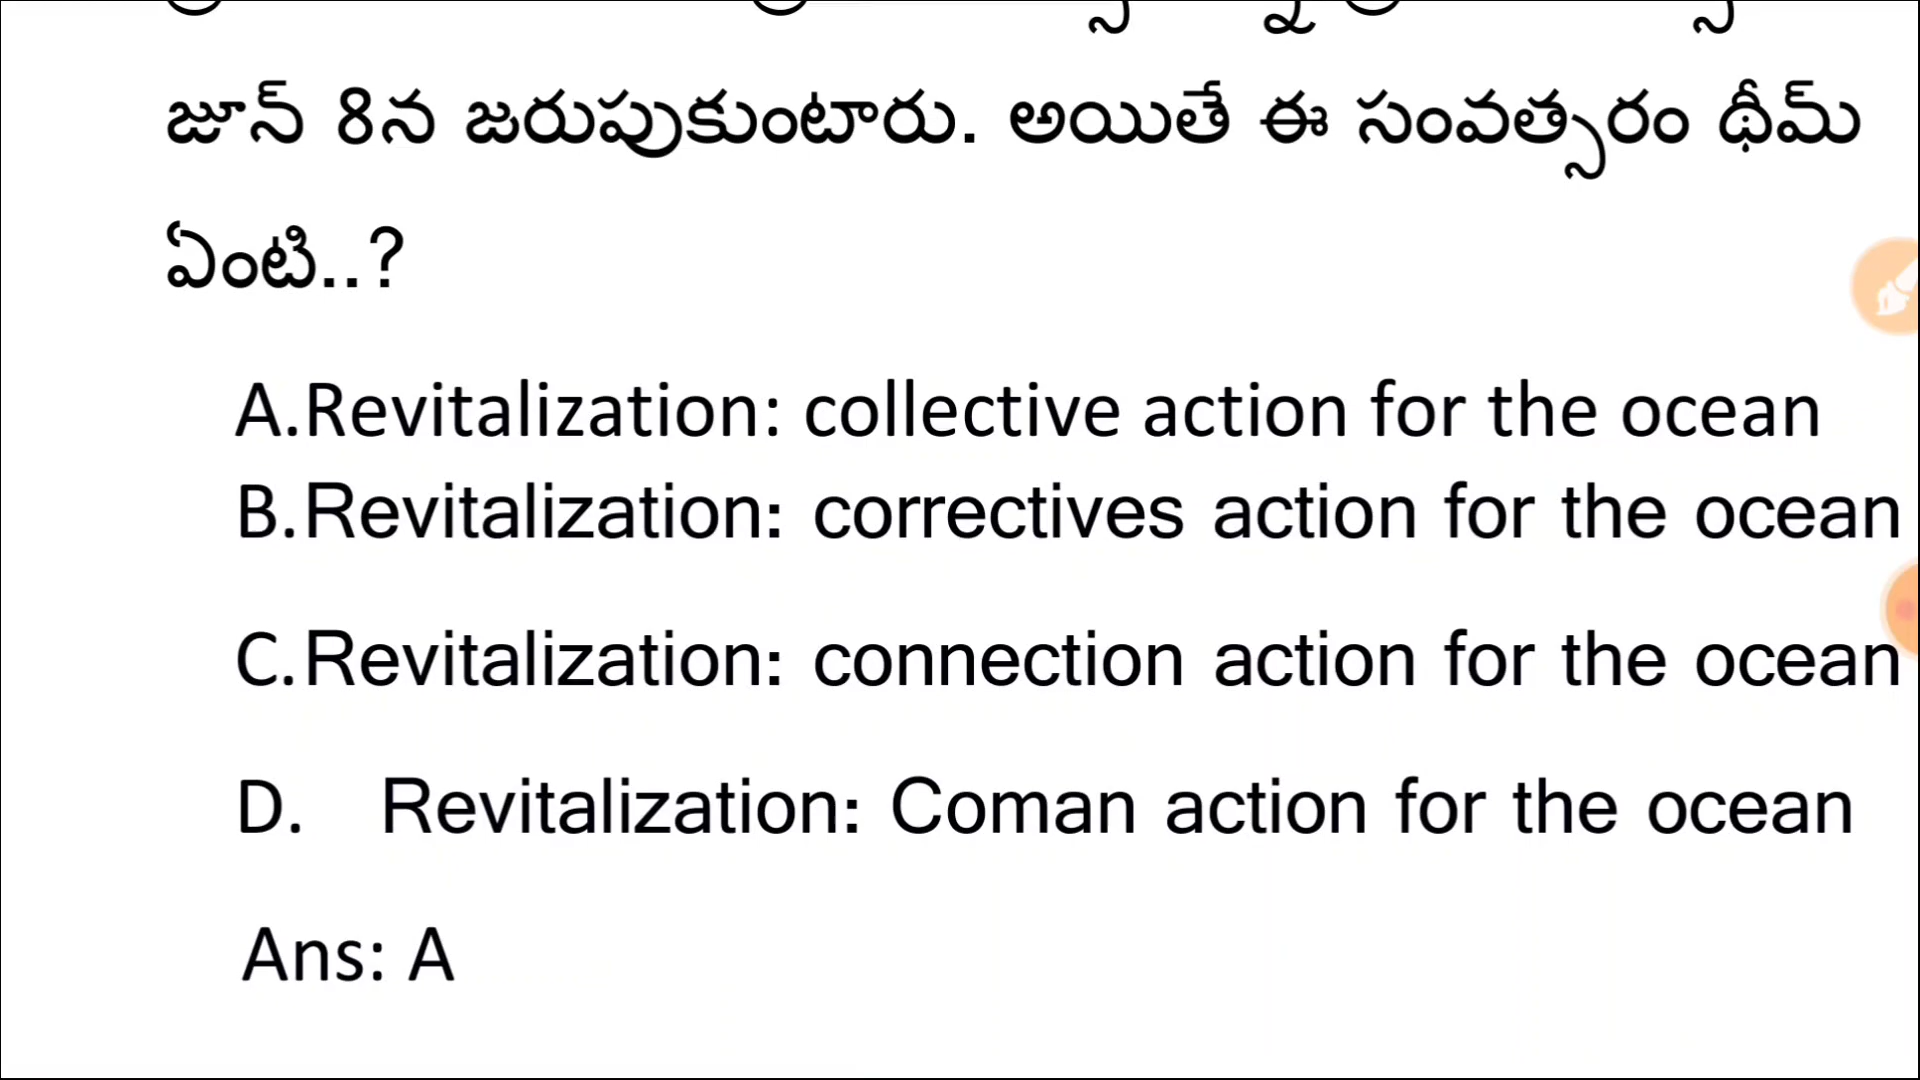 జూన్ 8న జరుపుకుంటారు. అయితే ఈ సంవత్సరం థీమ్
ఏంటి..?
A.Revitalization: collective action for the ocean
B.Revitalization: correctives action for the ocean
C.Revitalization: connection action for the ocean
D. Revitalization: Coman action for the ocean
Ans: A